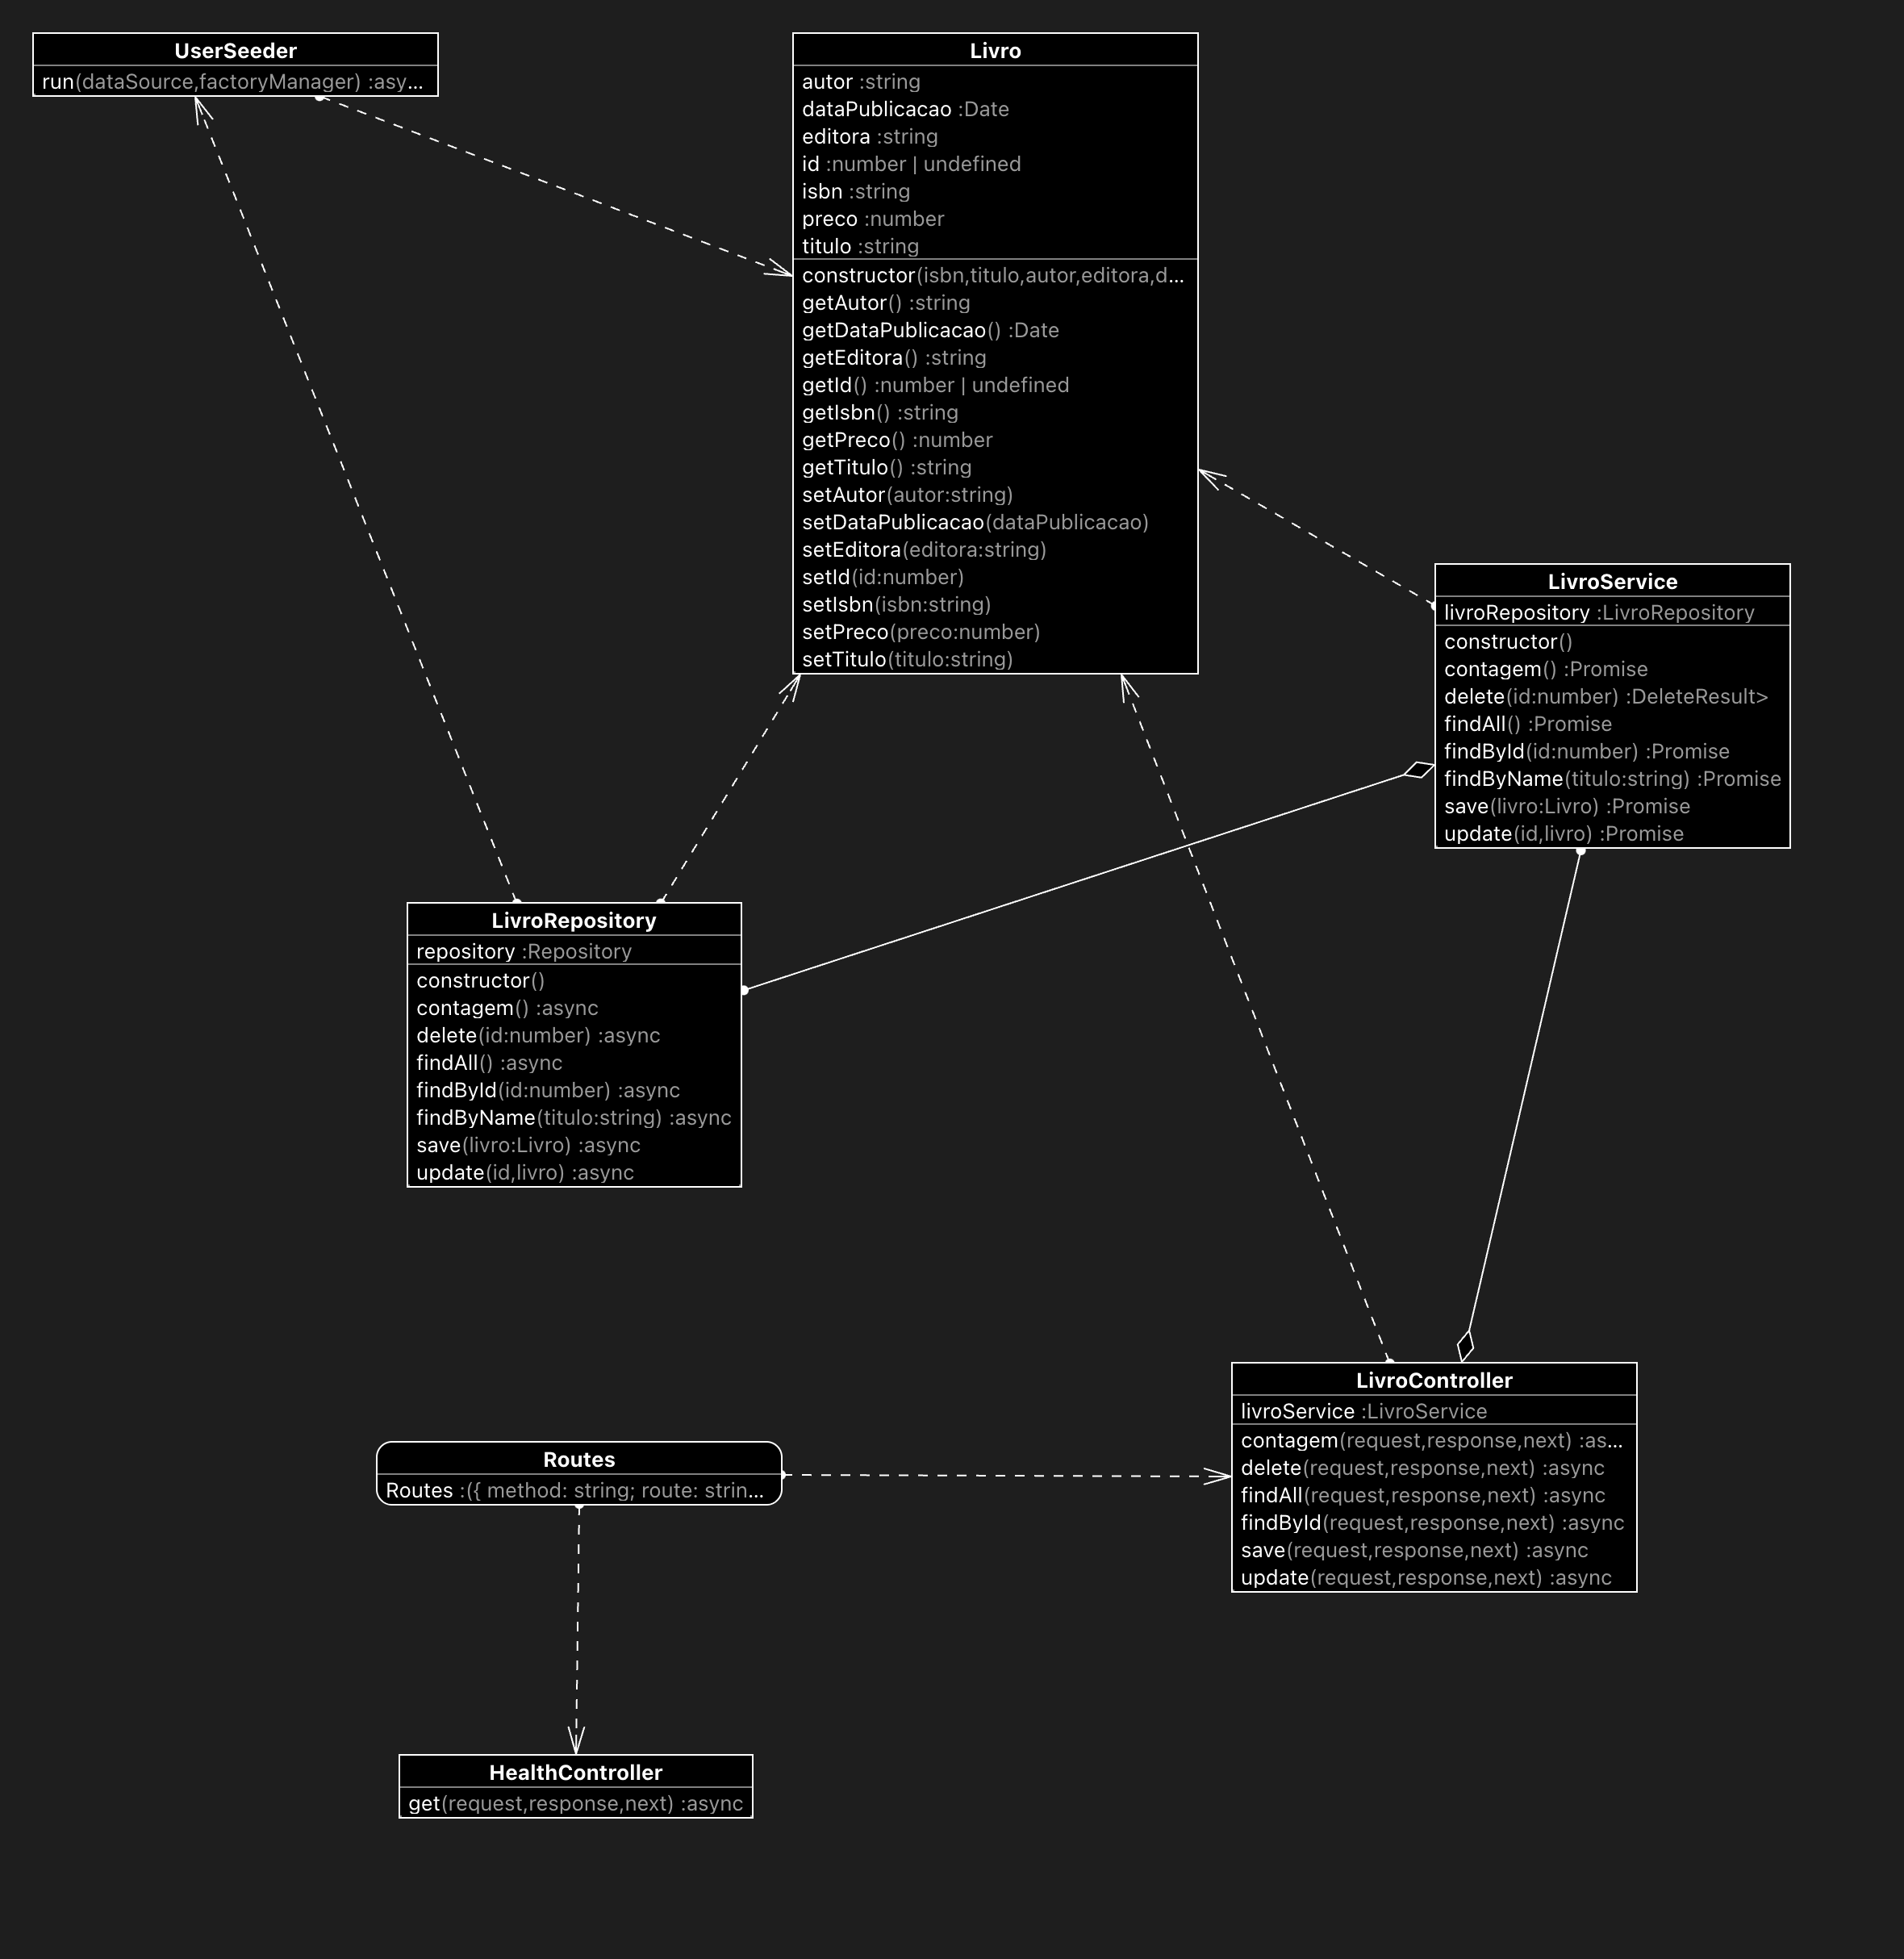 UserSeeder
run(dataSource,factoryManager) :asy...
Livro
autor :string
dataPublicacao :Date
editora :string
id :number | undefined
isbn :string
preco :number
titulo :string
constructor(isbn,titulo,autor,editora,d...
getAutor() :string
getDataPublicacao() :Date
getEditora() :string
getId() :number | undefined
getIsbn() :string
getPreco() :number
getTitulo() :string
setAutor(autor:string)
setDataPublicacao(dataPublicacao)
setEditora(editora:string)
setId(id:number)
setIsbn(isbn:string)
setPreco(preco:number)
setTitulo(titulo:string)
LivroService
livroRepository :LivroRepository
constructor()
contagem() :Promise
delete(id:number) :DeleteResult>
findAll() :Promise
findById(id:number) :Promise
findByName(titulo:string) :Promise
save(livro:Livro) :Promise
update(id,livro) :Promise
LivroRepository
repository :Repository
constructor()
contagem() :async
delete(id:number) :async
findAll() :async
findById(id:number) :async
findByName(titulo:string) :async
save(livro:Livro) :async
update(id,livro) :async
LivroController
livroService :LivroService
contagem(request,response,next) :as...
delete(request,response,next) :async
findAll(request,response,next) :async
findById(request,response,next) :async
save(request,response,next) :async
update(request,response,next) :async
Routes
Routes :({ method: string; route: strin...
HealthController
get(request,response,next) :async